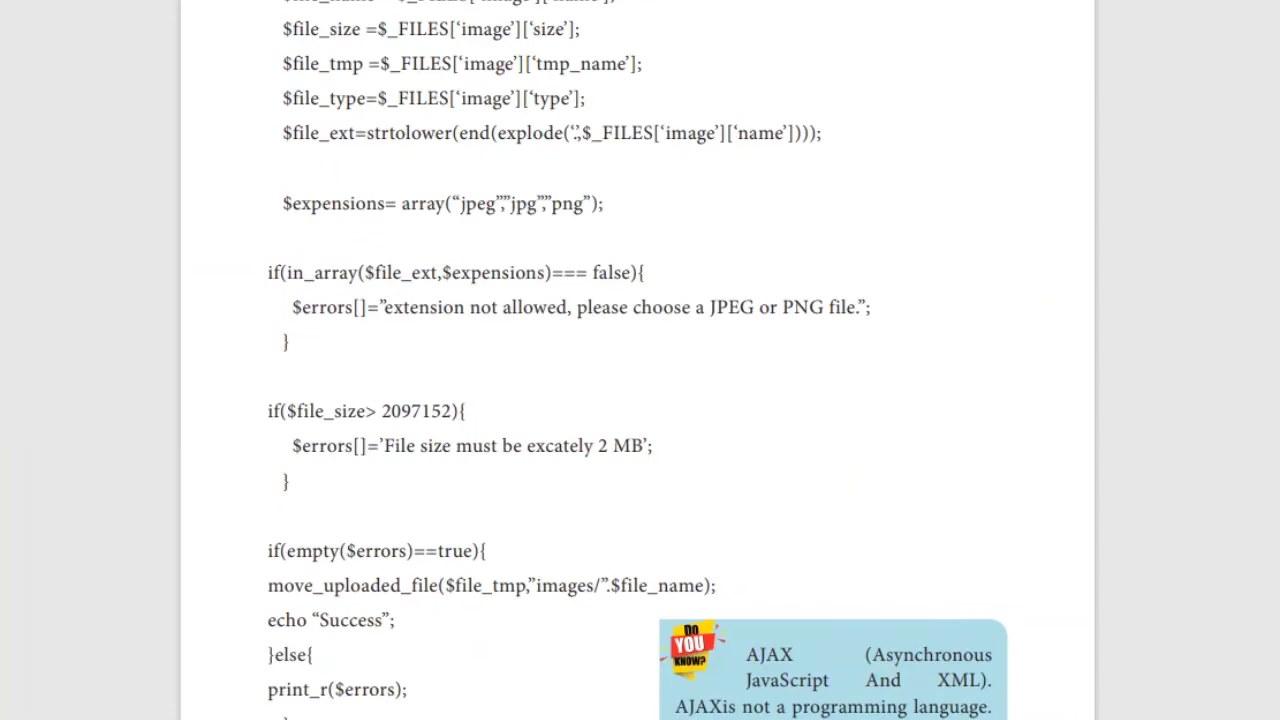 $file_size =$_FILES[‘image’][‘size’];
$file_tmp =$_FILES[‘image’][‘tmp_name’];
$file_type=$_FILES[‘image’][‘type’];
$file_ext=strtolower(end(explode(‘.’,$_FILES[‘image’][‘name’])));
$expensions= array(“jpeg”,”jpg”,”png”);
if(in_array($file_ext,$expensions)=== false){
$errors[]=”extension not allowed, please choose a JPEG or PNG file.”;
}
if($file_size> 2097152){
$errors[]=’File size must be excately 2 MB’;
}
if(empty($errors)==true){
move_uploaded_file($file_tmp,”images/”.$file_name);
echo “Success”;
}else{
print_r($errors);
DO
YOU
KNOW?
AJAX (Asynchronous
JavaScript And XML).
AJAXis not a programming language.